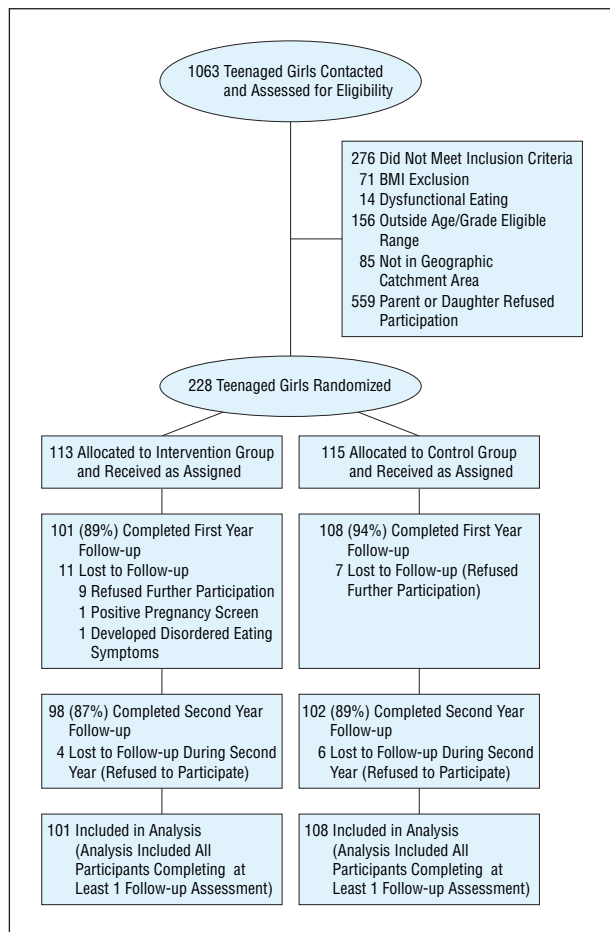 1063 Teenaged Girls Contacted
and Assessed for Eligibility
276 Did Not Meet Inclusion Criteria
71 BMI Exclusion
14 Dysfunctional Eating
156 Outside Age/Grade Eligible
Range
85 Not in Geographic
Catchment Area
559 Parent or Daughter Refused
Participation
228 Teenaged Girls Randomized
113 Allocated to Intervention Group
and Received as Assigned
115 Allocated to Control Group
and Received as Assigned
101 (89%) Completed First Year
Follow-up
11 Lost to Follow-up
9 Refused Further Participation
1 Positive Pregnancy Screen
1 Developed Disordered Eating
Symptoms
108 (94%) Completed First Year
Follow-up
7 Lost to Follow-up (Refused
Further Participation)
98 (87%) Completed Second Year
Follow-up
4 Lost to Follow-up During Second
Year (Refused to Participate)
102 (89%) Completed Second Year
Follow-up
6 Lost to Follow-up During Second
Year (Refused to Participate)
101 Included in Analysis
(Analysis Included All
Participants Completing at
Least 1 Follow-up Assessment)
108 Included in Analysis
(Analysis Included All
Participants Completing at
Least 1 Follow-up Assessment)